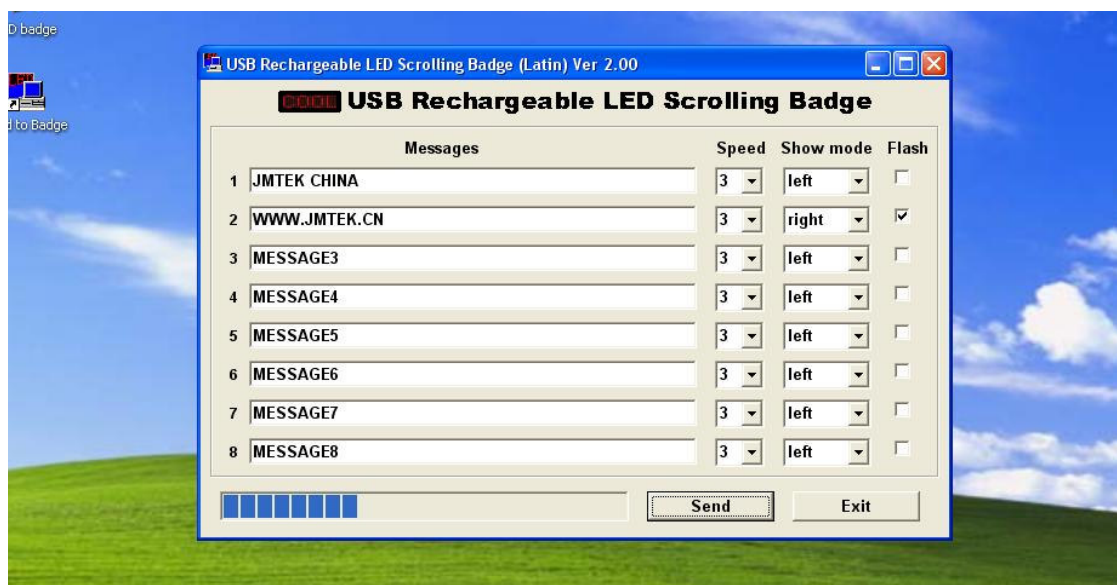 D badge
d to Badge
USB Rechargeable LED Scrolling Badge (Latin) Ver 2.00
USB Rechargeable LED Scrolling Badge
Messages Speed Show mode Flash
1 JMTEK CHINA 3 left
2 WWW.JMTEK.CN 3 right
3 MESSAGE3 3 left
4 MESSAGE4 3 left
5 MESSAGE5 3 left
6 MESSAGE6 3 left
7 MESSAGE7 3 left
8 MESSAGE8 3 left
Send Exit